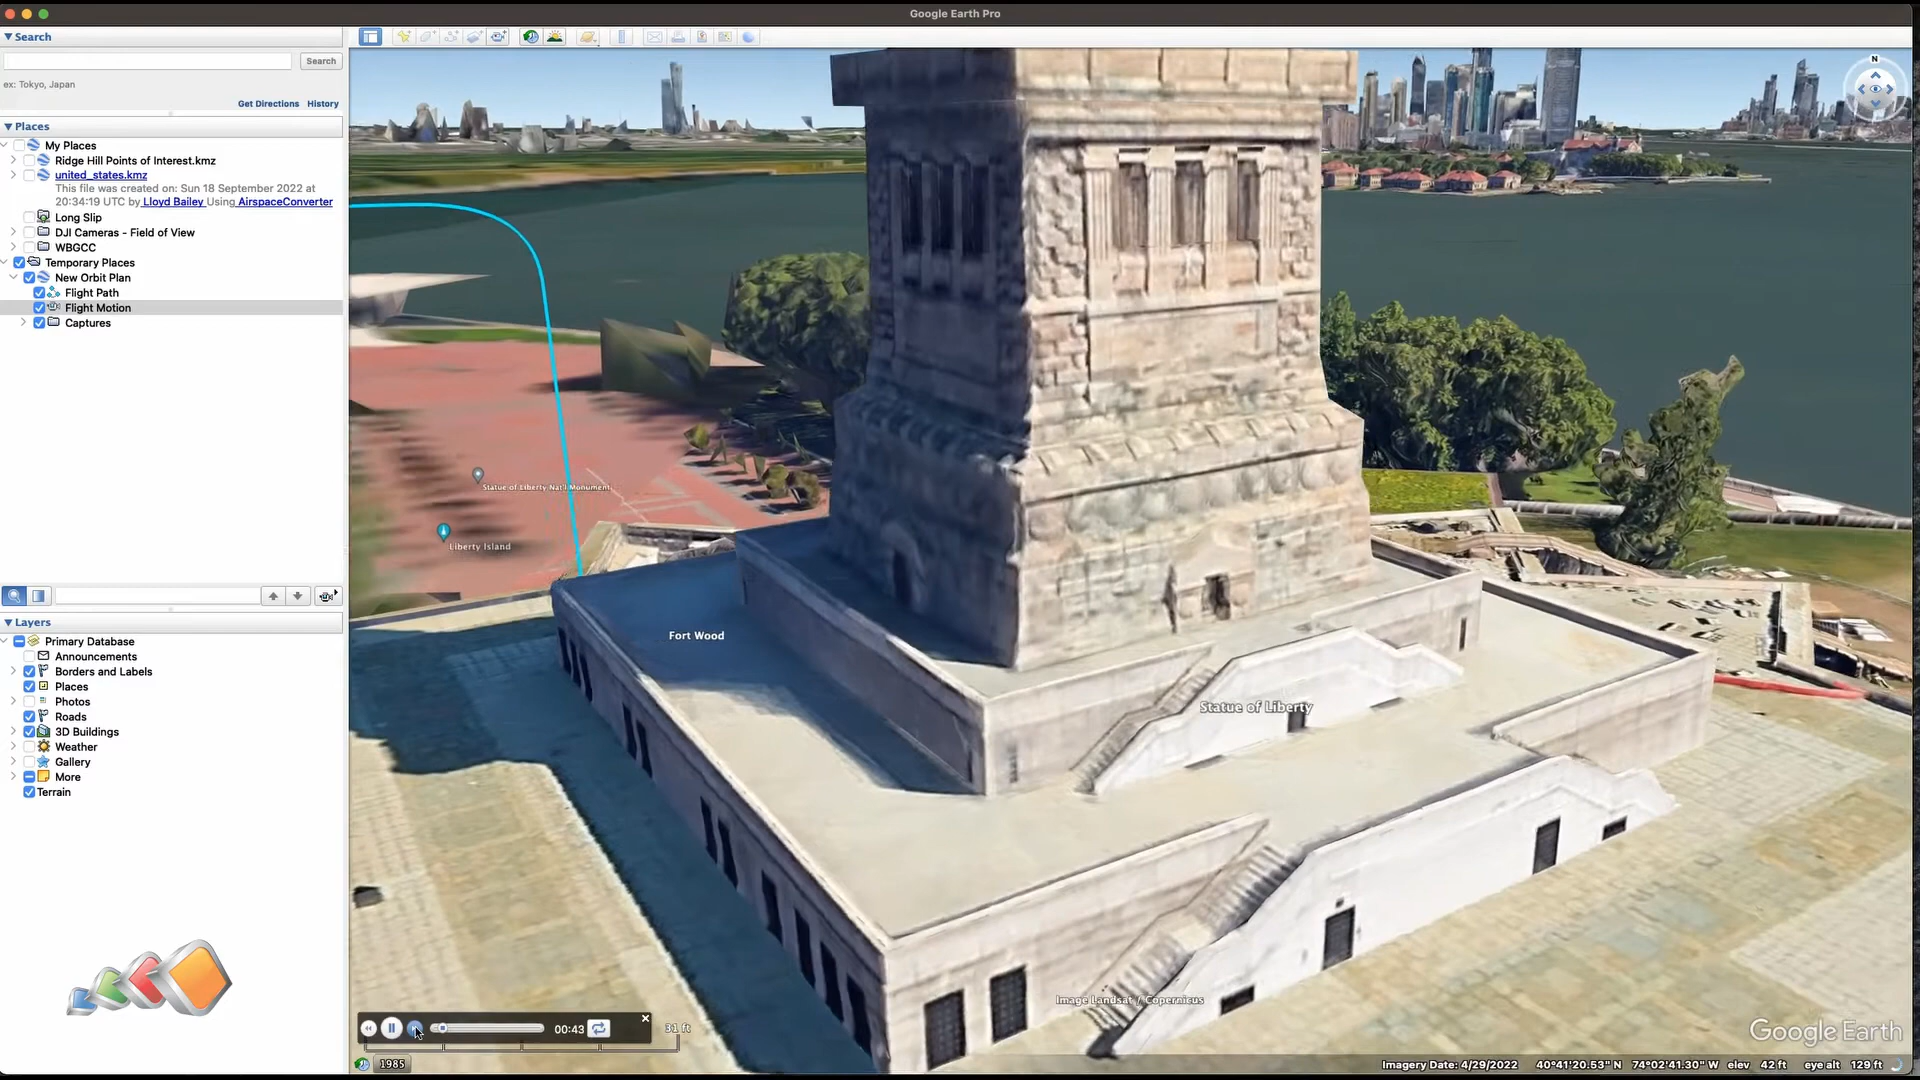 Google Earth Pro
Search
Search
ex: Tokyo, Japan
Get Directions History
Places
My Places
Ridge Hill Points of Interest.kmz
united_states.kmz
This file was created on: Sun 18 September 2022 at
20:34:19 UTC by Lloyd Bailey Using AirspaceConverter
Long Slip
DJI Cameras - Field of View
WBGCC
Temporary Places
New Orbit Plan
Flight Path
Flight Motion
Captures
Layers
Primary Database
Announcements
Borders and Labels
Places
Photos
Roads
3D Buildings
Weather
Gallery
More
Terrain
N
Statue of Liberty Nat'l Monument
Liberty Island
Fort Wood
Statue of Liberty
Image Landsat / Copernicus
Google Earth
00:43
31 ft
1985
Imagery Date: 4/29/2022 40°41'20.53" N 74°02'41.30" W elev 42 ft eye alt 129 ft